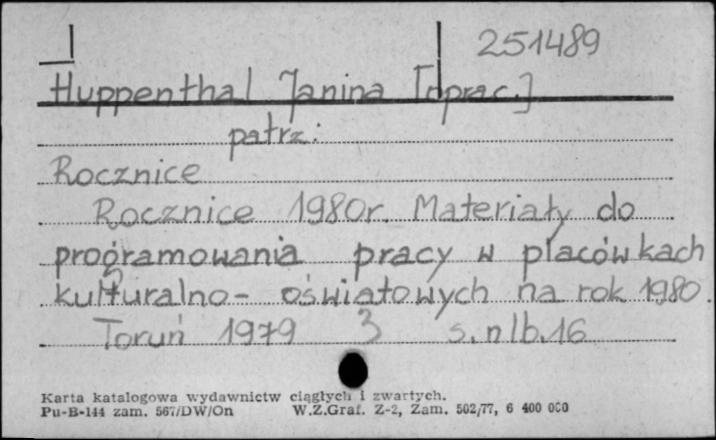 251489
Huppenthal Janina [oprac.]
patrz:
Rocznice
Rocznice 1980r. Materiały do
programowania pracy w placówkach
kulturalno-oświatowych na rok 1980.
Toruń 1979 3 s.nlb.16
Karta katalogowa wydawnictw ciągłych i zwartych.
Pu-B-144 zam. 567/DW/On W.Z.Graf. Z-2, Zam. 502/77, 6 400 000